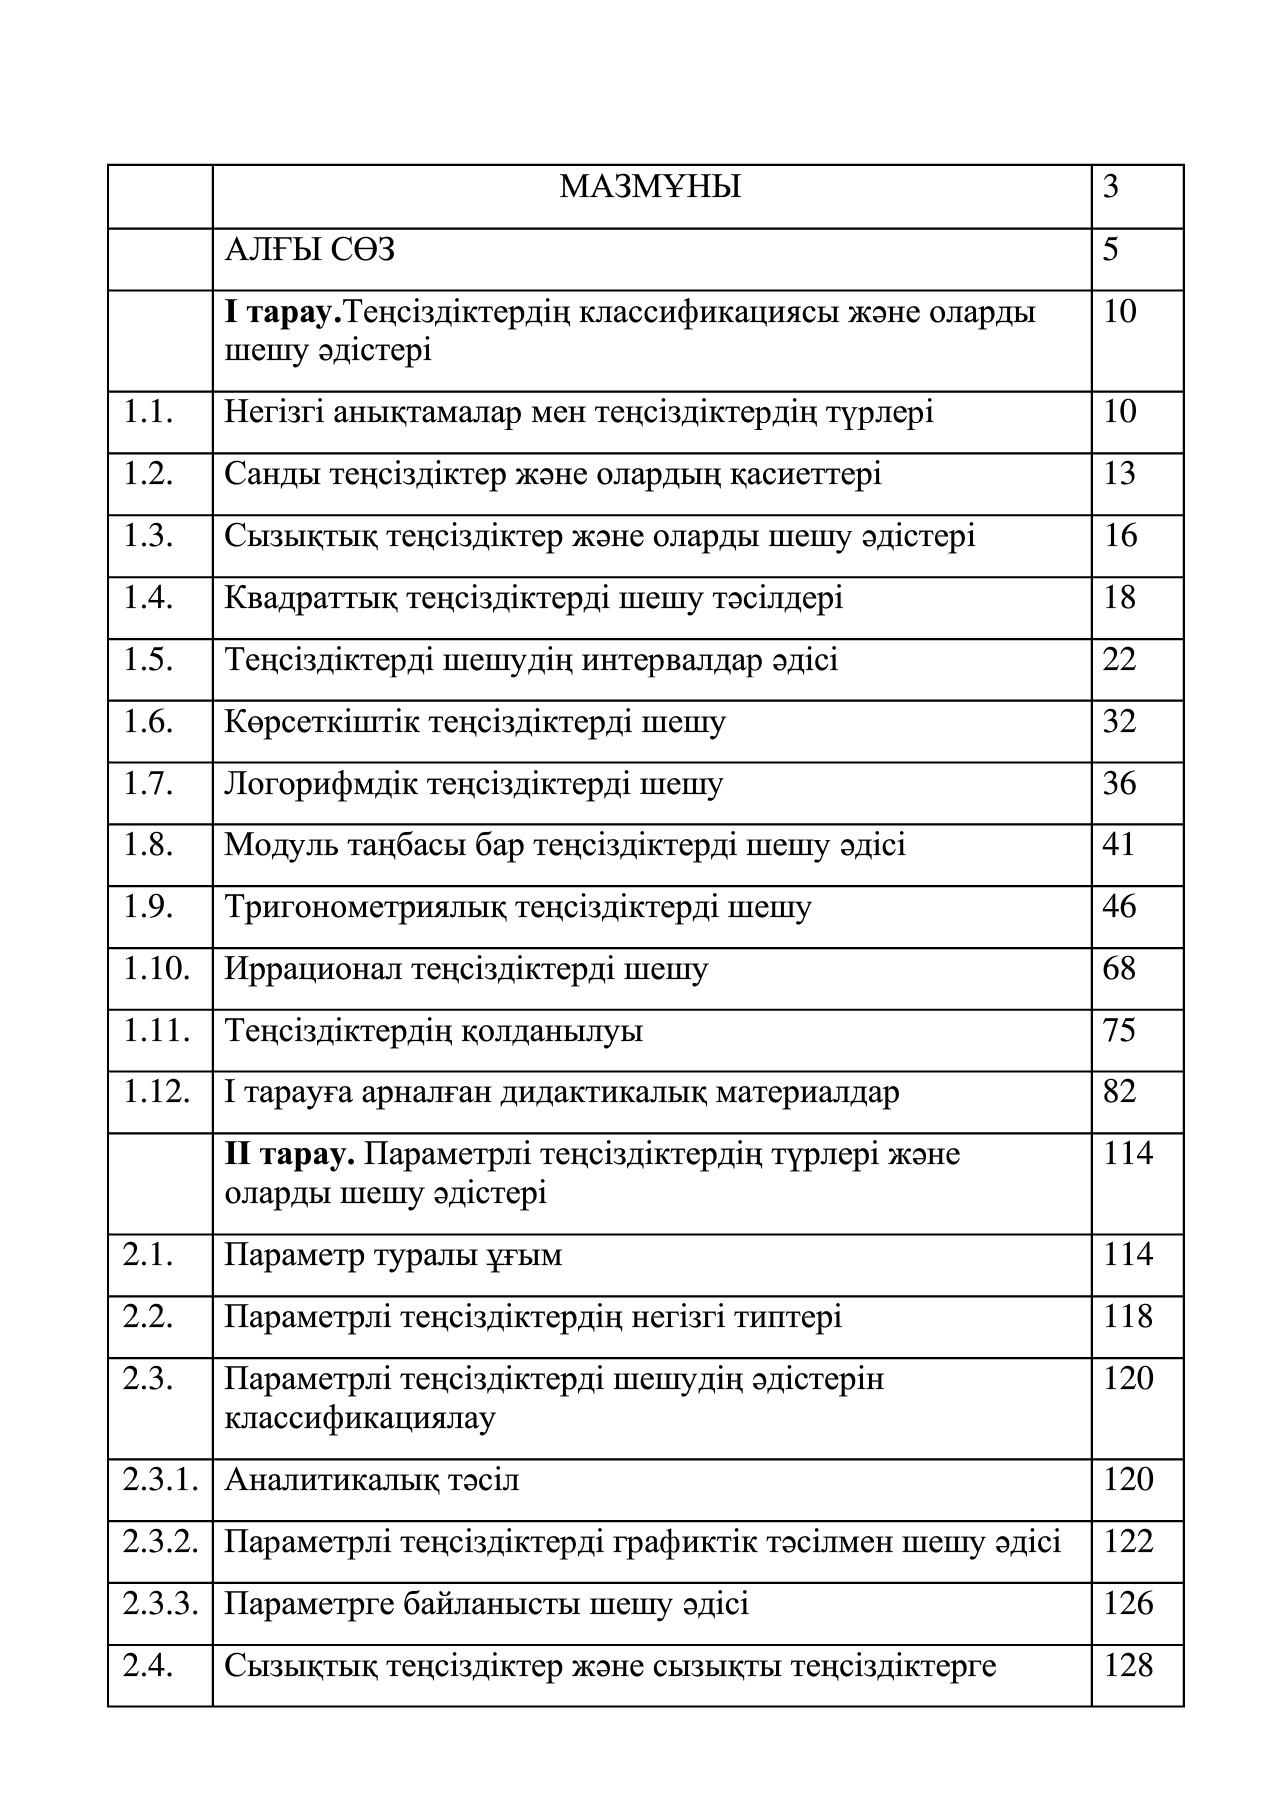 МАЗМҰНЫ 3
АЛҒЫ СӨЗ 5
I тарау.Теңсіздіктердің классификациясы және оларды 10
шешу әдістері
1.1. Негізгі анықтамалар мен теңсіздіктердің түрлері 10
1.2. Санды теңсіздіктер және олардың қасиеттері 13
1.3. Сызықтық теңсіздіктер және оларды шешу әдістері 16
1.4. Квадраттық теңсіздіктерді шешу тәсілдері 18
1.5. Теңсіздіктерді шешудің интервалдар әдісі 22
1.6. Көрсеткіштік теңсіздіктерді шешу 32
1.7. Логорифмдік теңсіздіктерді шешу 36
1.8. Модуль таңбасы бар теңсіздіктерді шешу әдісі 41
1.9. Тригонометриялық теңсіздіктерді шешу 46
1.10. Иррационал теңсіздіктерді шешу 68
1.11. Теңсіздіктердің қолданылуы 75
1.12. I тарауға арналған дидактикалық материалдар 82
II тарау. Параметрлі теңсіздіктердің түрлері және 114
оларды шешу әдістері
2.1. Параметр туралы ұғым 114
2.2. Параметрлі теңсіздіктердің негізгі типтері 118
2.3. Параметрлі теңсіздіктерді шешудің әдістерін 120
классификациялау
2.3.1. Аналитикалық тәсіл 120
2.3.2. Параметрлі теңсіздіктерді графиктік тәсілмен шешу әдісі 122
2.3.3. Параметрге байланысты шешу әдісі 126
2.4. Сызықтық теңсіздіктер және сызықты теңсіздіктерге 128